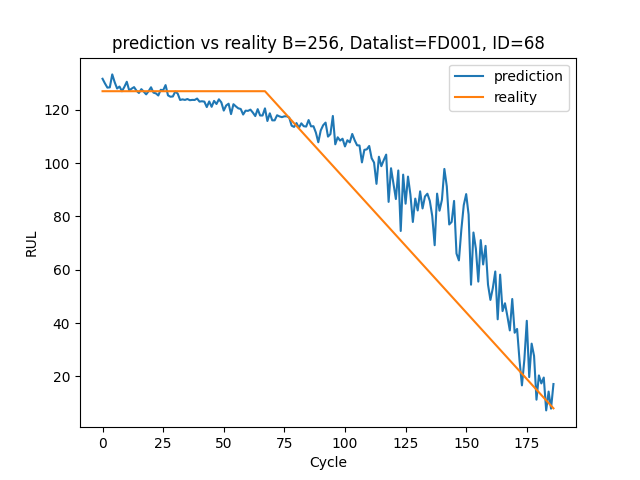 prediction vs reality B=256, Datalist=FD001, ID=68
prediction
reality
RUL
120
100
80
60
40
20
0 25 50 75 100 125 150 175
Cycle